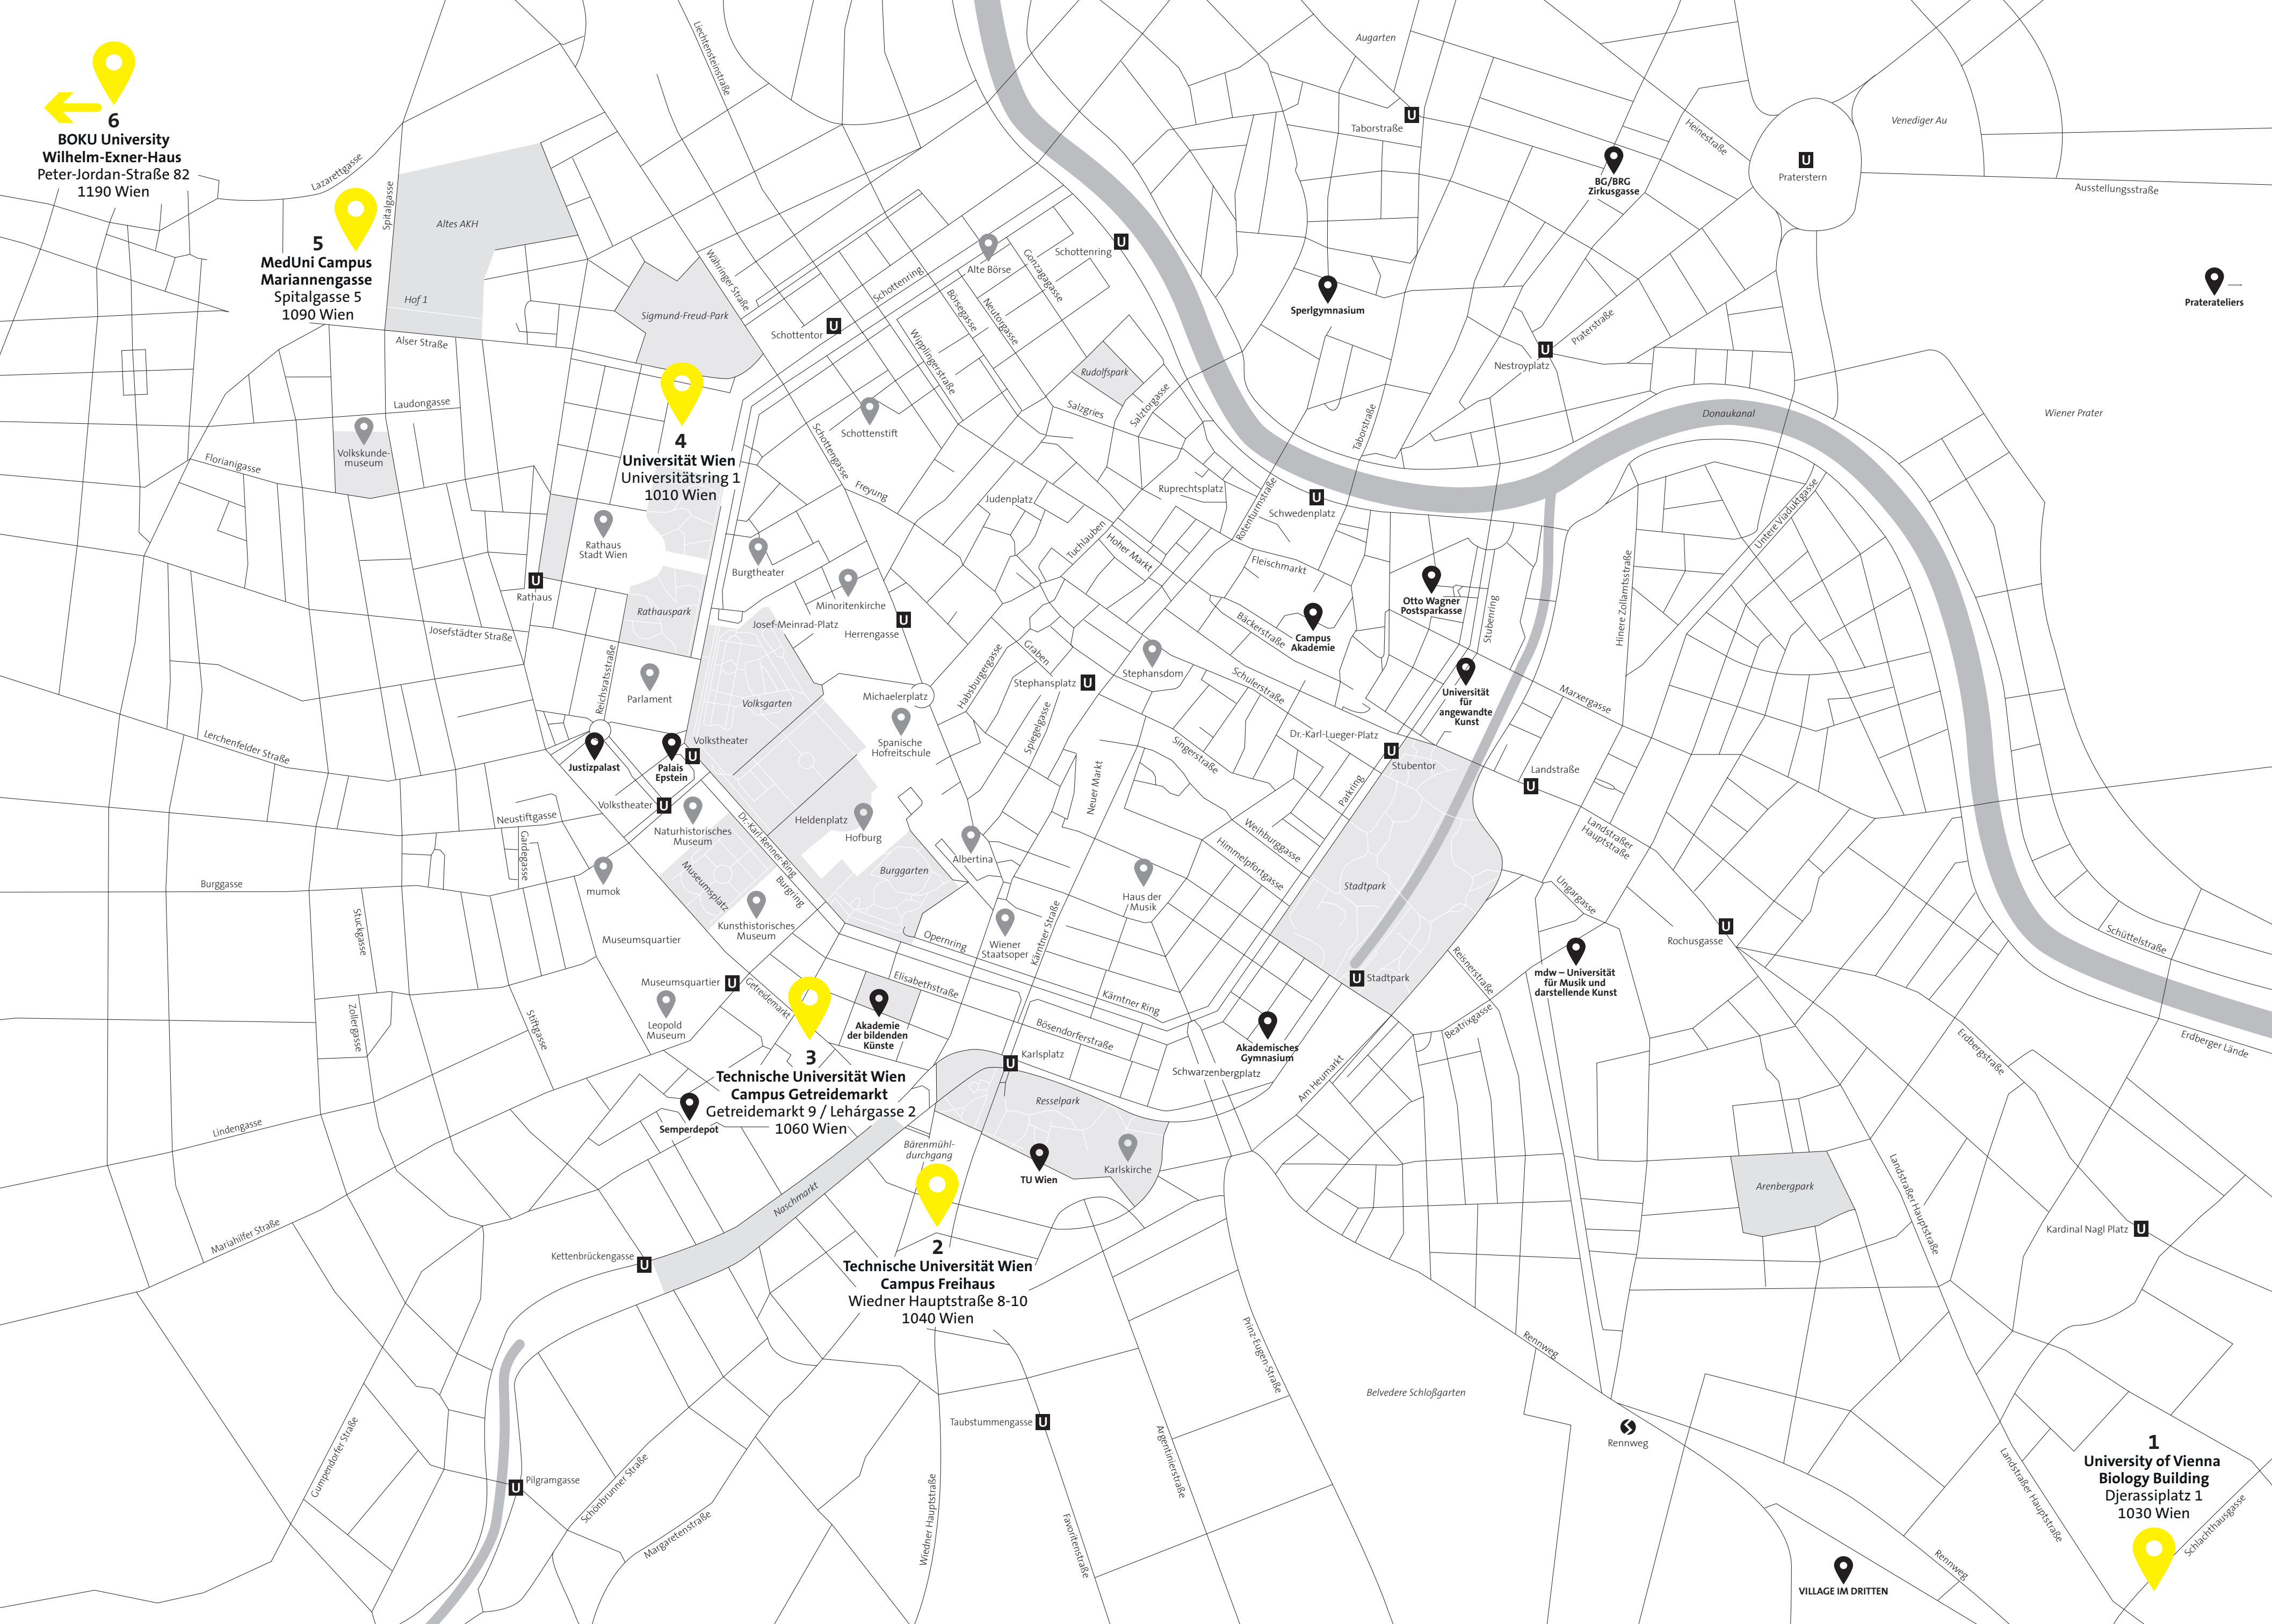 6
BOKU University
Wilhelm-Exner-Haus
Peter-Jordan-Straße 82
1190 Wien
5
MedUni Campus
Mariannengasse
Spitalgasse 5
1090 Wien
Lazarettgasse
Spitalgasse
Altes AKH
Hof 1
Alser Straße
Liechtensteinstraße
Währinger Straße
Sigmund-Freud-Park
Schottentor
U
Schottenring
Alte Börse
Gonzagagasse
Schottenring
U
Börsegasse
Neutorgasse
Wipplingerstraße
Rudolfspark
Salzgries
Salztorgasse
Augarten
Taborstraße
U
BG/BRG
Zirkusgasse
Heinestraße
U
Praterstern
Venediger Au
Ausstellungsstraße
Praterateliers
Sperlgymnasium
U
Nestroyplatz
Praterstraße
Taborstraße
Donaukanal
Wiener Prater
Laudongasse
Volkskunde-
museum
Florianigasse
4
Universität Wien
Universitätsring 1
1010 Wien
Schottenstift
Schottengasse
Freyung
Rathaus
Stadt Wien
U
Rathaus
Burgtheater
Minoritenkirche
Rathauspark
Josef-Meinrad-Platz
Herrengasse
U
Josefstädter Straße
Reichsratsstraße
Parlament
Volksgarten
Michaelerplatz
Spanische
Hofreitschule
Judenplatz
Ruprechtsplatz
Rotenturmstraße
U
Schwedenplatz
Tuchlauben
Hoher Markt
Fleischmarkt
Bäckerstraße
Campus
Akademie
Otto Wagner
Postsparkasse
Stubenring
Hinere Zollamtsstraße
Untere Viaduktgasse
Graben
Habsburgergasse
Stephansplatz
U
Stephansdom
Schulerstraße
Spiegelgasse
Singerstraße
Dr.-Karl-Lueger-Platz
Universität
für
angewandte
Kunst
Marxergasse
U
Stubentor
Landstraße
U
Landstraßer
Hauptstraße
Lerchenfelder Straße
Justizpalast
Palais
Epstein
Volkstheater
U
Volkstheater
U
Neustiftgasse
Gardegasse
Naturhistorisches
Museum
Dr.-Karl-Renner-Ring
Heldenplatz
Hofburg
Neuer Markt
Parkring
Weihburggasse
Himmelpfortgasse
Stadtpark
Burggasse
mumok
Museumsplatz
Burgring
Kunsthistorisches
Museum
Burggarten
Albertina
Haus der
Musik
Wiener
Staatsoper
Kärntner Straße
Opernring
Ungargasse
Stuckgasse
Museumsquartier
Museumsquartier
U
Leopold
Museum
Getreidemarkt
Zollergasse
Stiftgasse
Elisabethstraße
Akademie
der bildenden
Künste
Kärntner Ring
Bösendorferstraße
U
Karlsplatz
Akademisches
Gymnasium
U
Stadtpark
Reisnerstraße
Beatrixgasse
mdw – Universität
für Musik und
darstellende Kunst
U
Rochusgasse
Schüttelstraße
Erdberger Lände
Erdbergstraße
3
Technische Universität Wien
Campus Getreidemarkt
Getreidemarkt 9 / Lehárgasse 2
1060 Wien
Semperdepot
Lindengasse
Schwarzenbergplatz
Am Heumarkt
Resselpark
Bärenmühl-
durchgang
TU Wien
Karlskirche
Naschmarkt
Arenbergpark
Landstraßer Hauptstraße
Kardinal Nagl Platz
U
Mariahilfer Straße
Kettenbrückengasse
U
2
Technische Universität Wien
Campus Freihaus
Wiedner Hauptstraße 8-10
1040 Wien
Prinz-Eugen-Straße
Rennweg
Belvedere Schloßgarten
Rennweg
Taubstummengasse
U
Argentinierstraße
Gumpendorfer Straße
U
Pilgramgasse
Schönbrunner Straße
Margaretenstraße
Wiedner Hauptstraße
Favoritenstraße
Landstraßer Hauptstraße
1
University of Vienna
Biology Building
Djerassiplatz 1
1030 Wien
Schlachthausgasse
Rennweg
VILLAGE IM DRITTEN